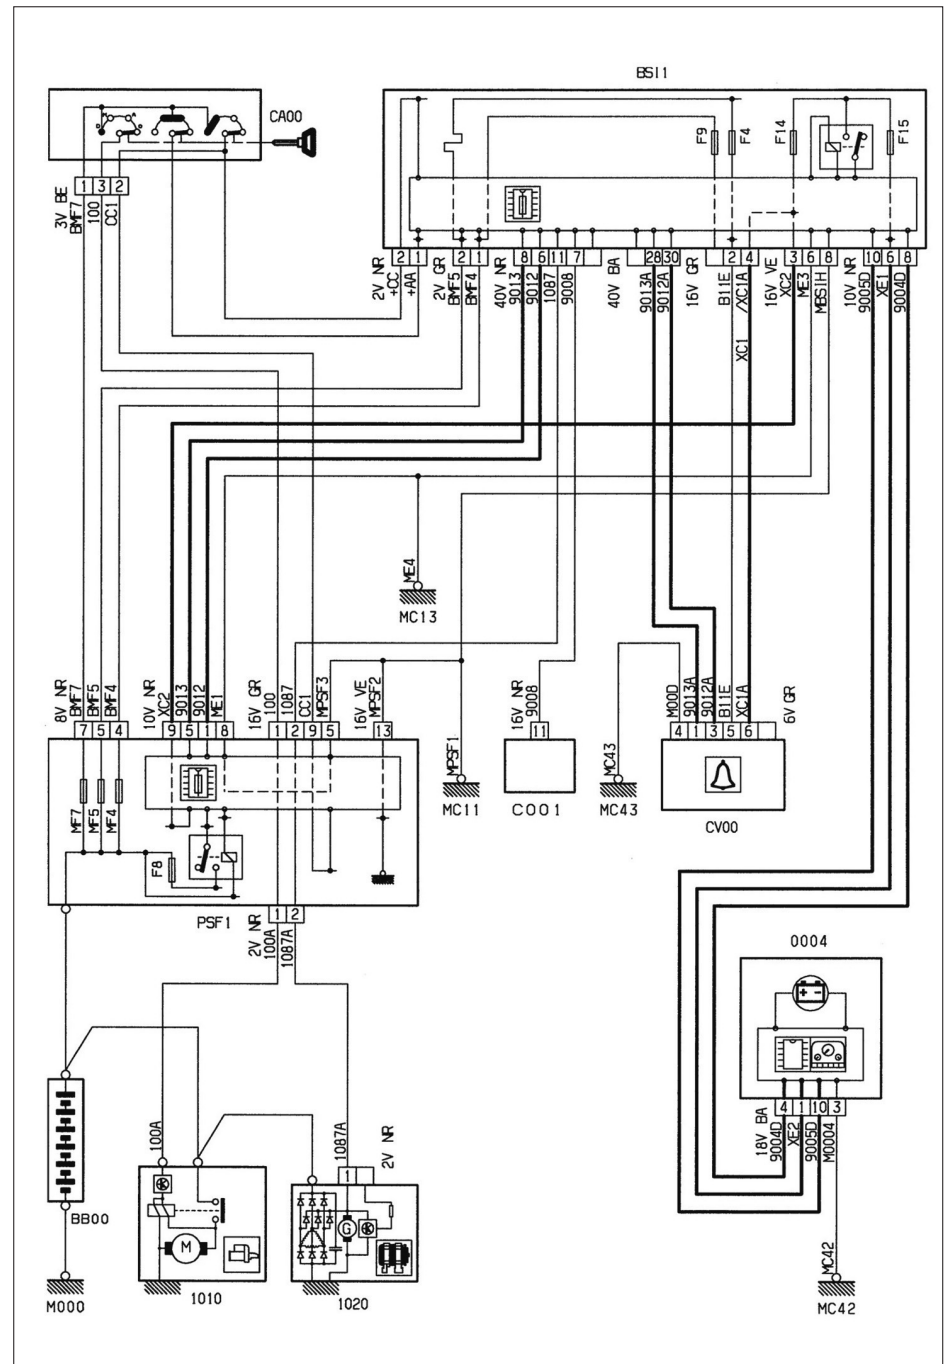 BSI1
CA00
F9
F4
F14
F15
1 3 2
3V BE
BMF7
100
CC1
2 1
2V NR
+CC
+AA
2 1
2V GR
BMF5
BMF4
8 6 11 7
40V NR
9013
9012
1087
9008
28 30
40V BA
9013A
9012A
2 4
16V GR
B11E
/XC1A
XC1
3 6 8
16V VE
XC2
ME3
MBSIH
10 6 8
10V NR
9005D
XE1
9004D
ME4
MC13
8V NR
BMF7
BMF5
BMF4
7 5 4
10V NR
XC2
9013
9012
ME1
9 5 1 8
16V GR
100
1087
CC1
MPSF3
1 2 9 5
16V VE
MPSF2
13
MPSF1
MC11
16V NR
9008
11
C001
MC43
MC43
M00D
9013A
9012A
B11E
XC1A
6V GR
4 1 3 5 6
CV00
MF7
MF5
MF4
F8
PSF1
1 2
2V NR
100A
1087A
0004
+ -
4 1 10 3
18V BA
9004D
XE2
9005D
M0004
MC42
MC42
BB00
M000
100A
M
1010
1087A
1
2V NR
G
1020